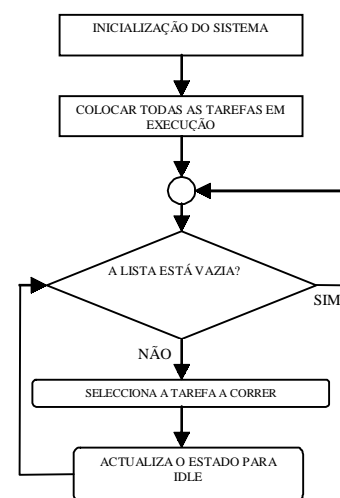 INICIALIZAÇÃO DO SISTEMA
COLOCAR TODAS AS TAREFAS EM
EXECUÇÃO
A LISTA ESTÁ VAZIA?
SIM
NÃO
SELECCIONA A TAREFA A CORRER
ACTUALIZA O ESTADO PARA
IDLE